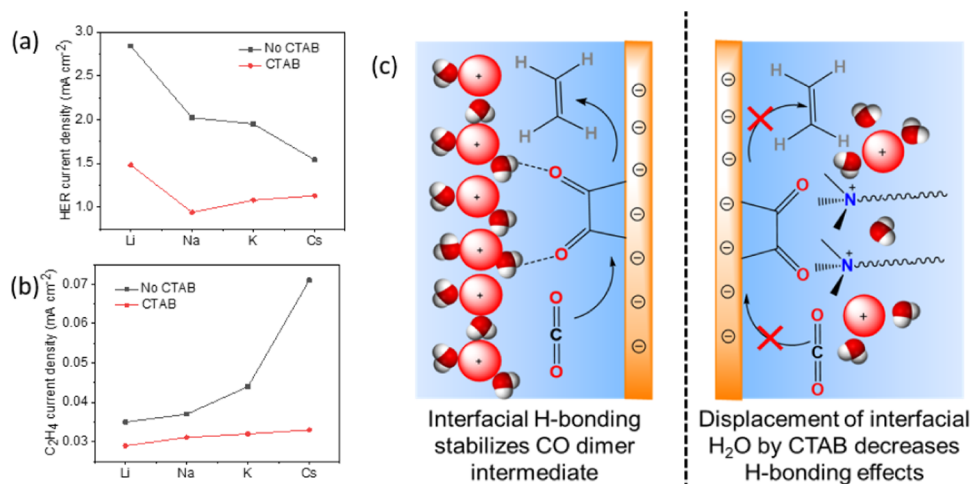 (a)
HER current density (mA cm-2)
3.0
2.5
2.0
1.5
1.0
No CTAB
CTAB
Li Na K Cs
(b)
C2H4 current density (mA cm-2)
0.07
0.06
0.05
0.04
0.03
No CTAB
CTAB
Li Na K Cs
(c)
H H
H H
O
O
O
C
O
+
+
+
+
+
+
Interfacial H-bonding
stabilizes CO dimer
intermediate
H H
H H
O
O
+
N+
N+
+
O
C
O
Displacement of interfacial
H2O by CTAB decreases
H-bonding effects